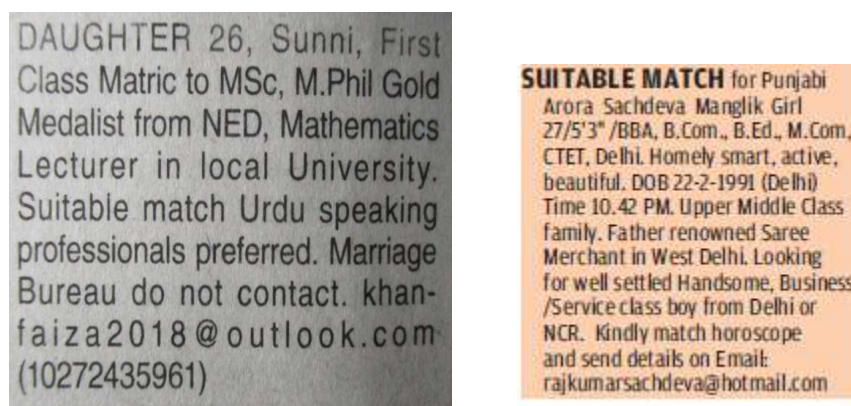 DAUGHTER 26, Sunni, First
Class Matric to MSc, M.Phil Gold
Medalist from NED, Mathematics
Lecturer in local University.
Suitable match Urdu speaking
professionals preferred. Marriage
Bureau do not contact. khan-
faiza2018@outlook.com
(10272435961)
SUITABLE MATCH for Punjabi
Arora Sachdeva Manglik Girl
27/5'3"/BBA, B.Com., B.Ed., M.Com,
CTET, Delhi. Homely smart, active,
beautiful. DOB 22-2-1991 (Delhi)
Time 10.42 PM. Upper Middle Class
family. Father renowned Saree
Merchant in West Delhi. Looking
for well settled Handsome, Business
/Service class boy from Delhi or
NCR. Kindly match horoscope
and send details on Email:
rajkumarsachdeva@hotmail.com